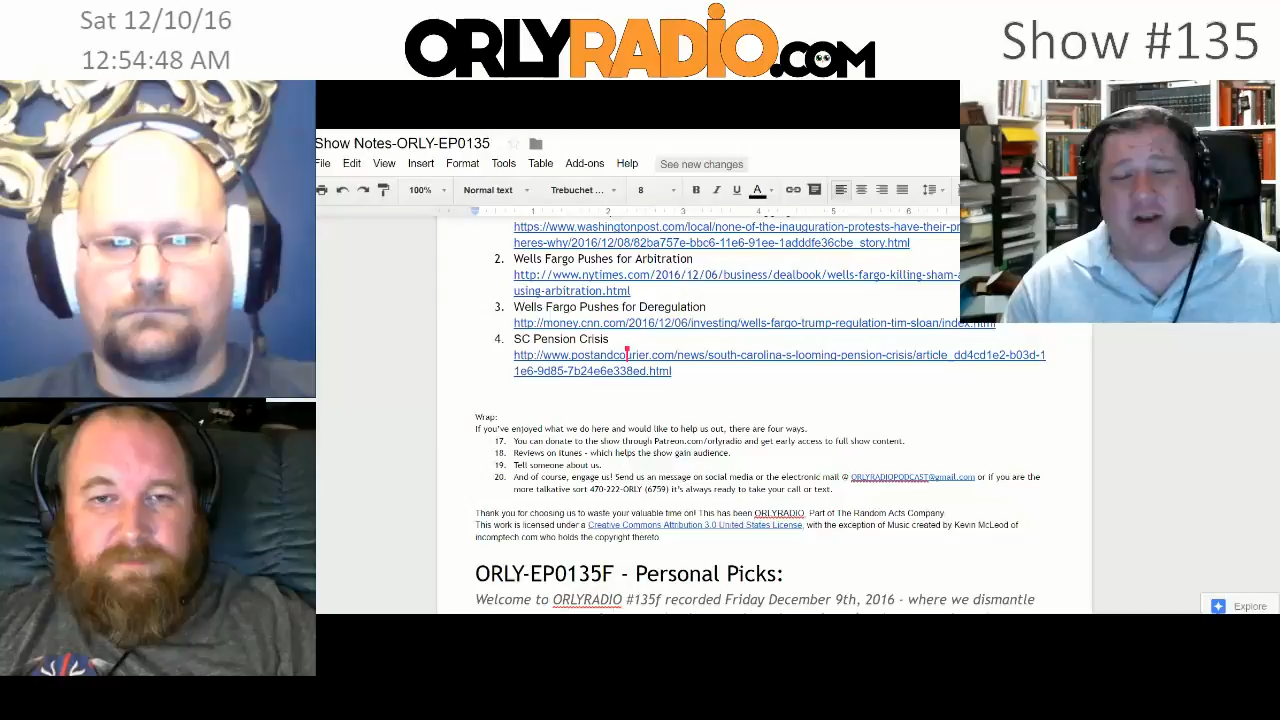 Sat 12/10/16
12:54:48 AM
ORLYRADIO.COM
Show #135
Show Notes-ORLY-EP0135
File Edit View Insert Format Tools Table Add-ons Help See new changes
100% Normal text Trebuchet ... 8 B I U A
1 2 3 4 5 6
https://www.washingtonpost.com/local/none-of-the-inauguration-protests-have-their-pr
heres-why/2016/12/08/82ba757e-bbc6-11e6-91ee-1adddfe36cbe_story.html
2. Wells Fargo Pushes for Arbitration
http://www.nytimes.com/2016/12/06/business/dealbook/wells-fargo-killing-sham-a
using-arbitration.html
3. Wells Fargo Pushes for Deregulation
http://money.cnn.com/2016/12/06/investing/wells-fargo-trump-regulation-tim-sloan/index.html
4. SC Pension Crisis
http://www.postandcourier.com/news/south-carolina-s-looming-pension-crisis/article_dd4cd1e2-b03d-1
1e6-9d85-7b24e6e338ed.html
Wrap:
If you've enjoyed what we do here and would like to help us out, there are four ways.
17. You can donate to the show through Patreon.com/orlyradio and get early access to full show content.
18. Reviews on Itunes - which helps the show gain audience.
19. Tell someone about us.
20. And of course, engage us! Send us an message on social media or the electronic mail @ ORLYRADIOPODCAST@gmail.com or if you are the
more talkative sort 470-222-ORLY (6759) it's always ready to take your call or text.
Thank you for choosing us to waste your valuable time on! This has been ORLYRADIO, Part of The Random Acts Company.
This work is licensed under a Creative Commons Attribution 3.0 United States License, with the exception of Music created by Kevin McLeod of
incomptech.com who holds the copyright thereto
ORLY-EP0135F - Personal Picks:
Welcome to ORLYRADIO #135f recorded Friday December 9th, 2016 - where we dismantle
Explore